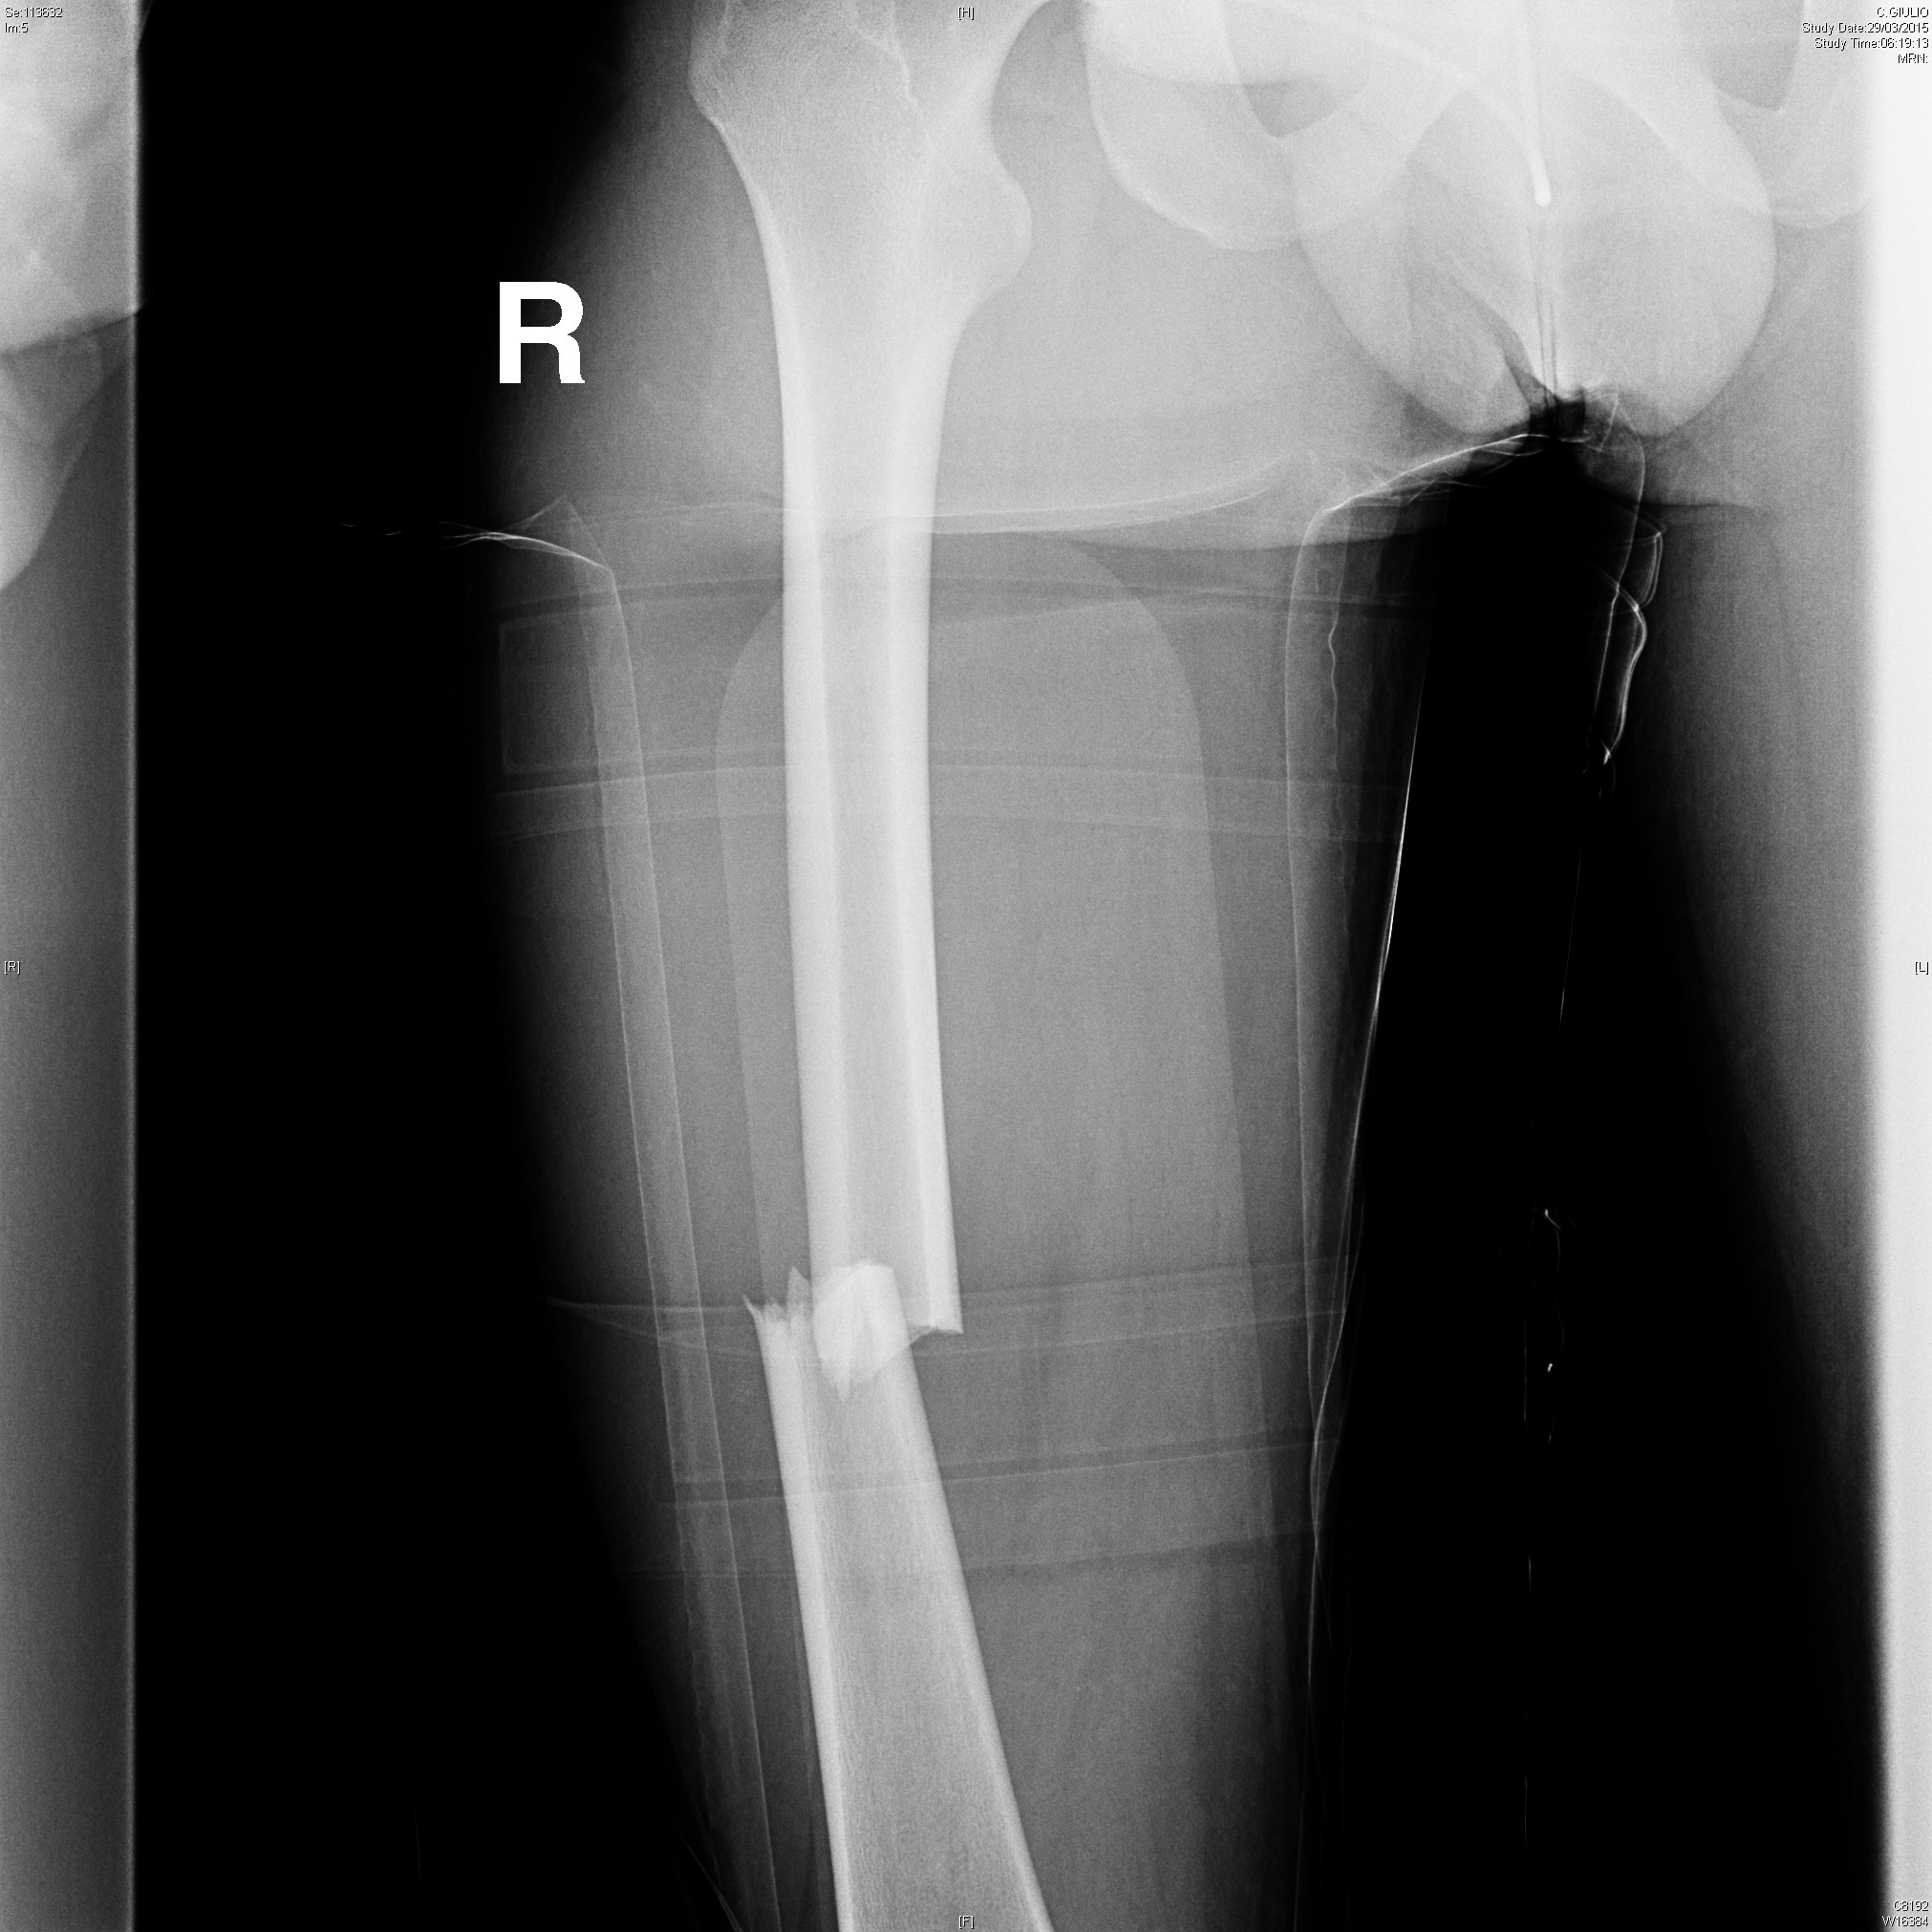 Se:113632
Im:5
[H]
C.GIULIO
Study Date:29/03/2015
Study Time:06:19:13
MRN:
R
[R]
[L]
[F]
C8192
W16384